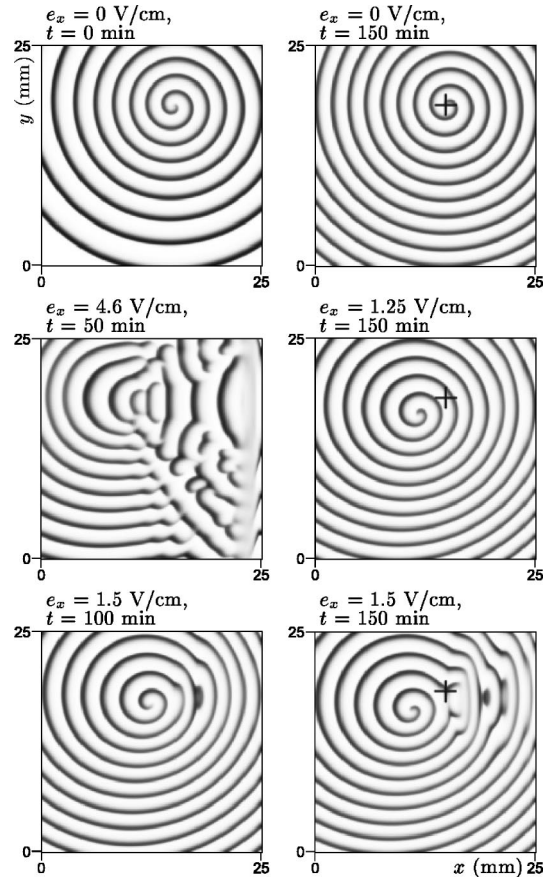 e_x = 0 V/cm,
t = 0 min
e_x = 0 V/cm,
t = 150 min
25
y (mm)
0
0
25
25
0
0
25
e_x = 4.6 V/cm,
t = 50 min
e_x = 1.25 V/cm,
t = 150 min
25
0
0
25
25
0
0
25
e_x = 1.5 V/cm,
t = 100 min
e_x = 1.5 V/cm,
t = 150 min
25
0
0
25
25
0
0
x (mm)
25